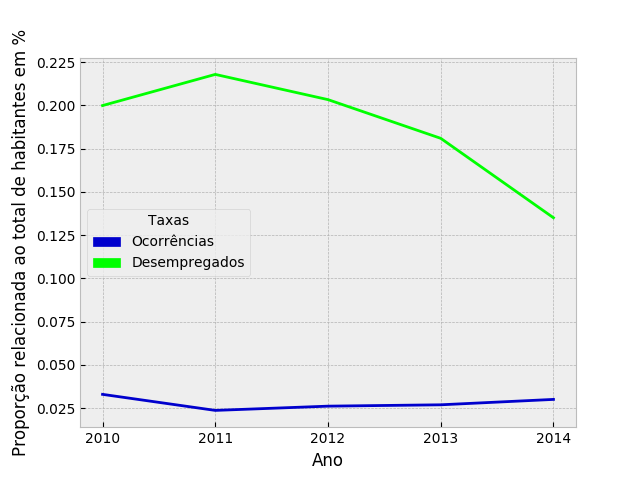 Proporção relacionada ao total de habitantes em %
0.225
0.200
0.175
0.150
0.125
0.100
0.075
0.050
0.025
Taxas
Ocorrências
Desempregados
2010 2011 2012 2013 2014
Ano